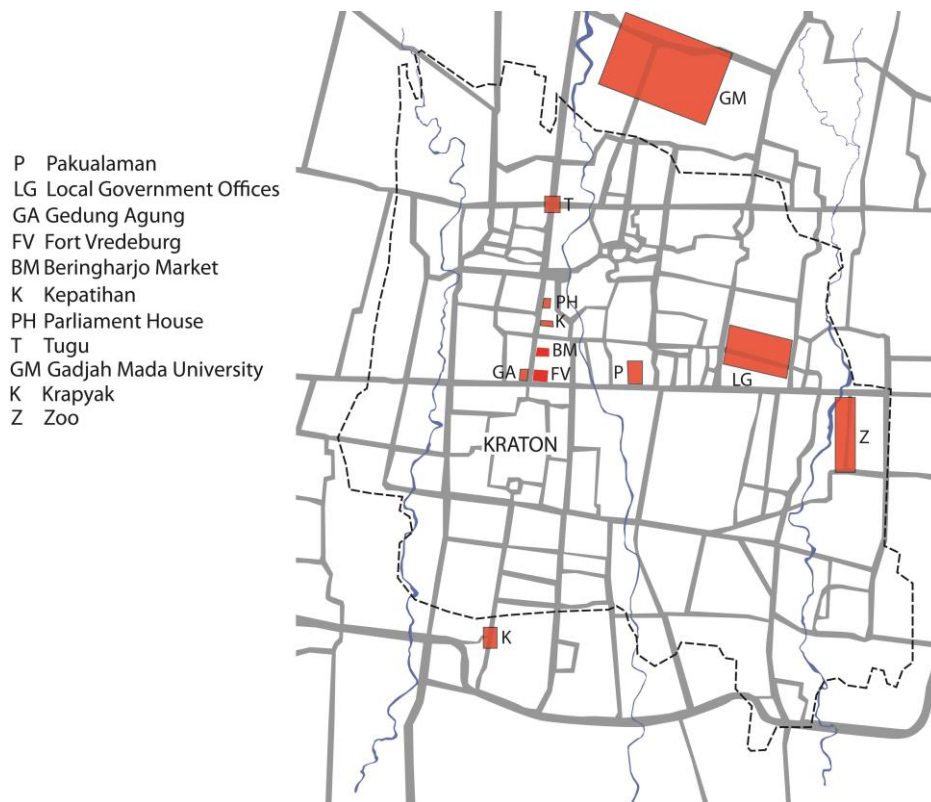 P Pakualaman
LG Local Government Offices
GA Gedung Agung
FV Fort Vredeburg
BM Beringharjo Market
K Kepatihan
PH Parliament House
T Tugu
GM Gadjah Mada University
K Krapyak
Z Zoo
GM
T
PH
K
BM
GA FV P
LG
Z
KRATON
K